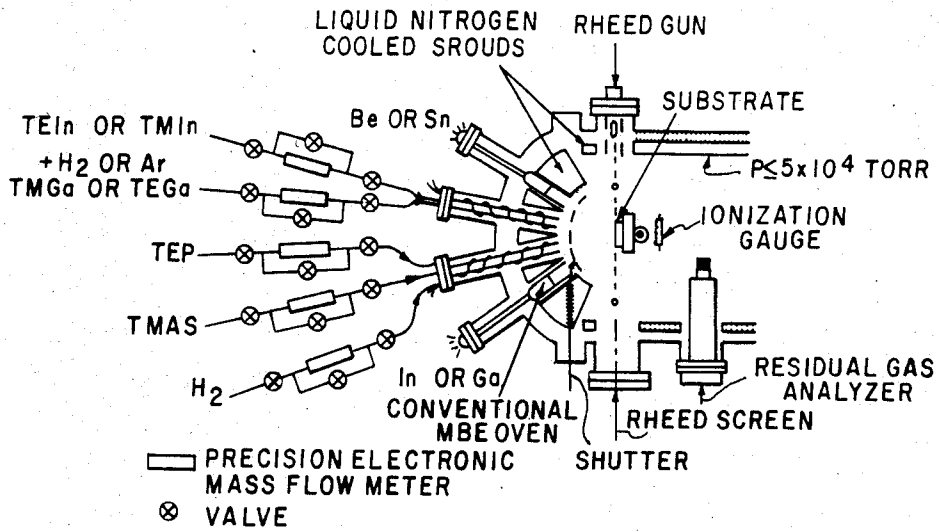 LIQUID NITROGEN
COOLED SROUDS
RHEED GUN
SUBSTRATE
TEIn OR TMIn
Be OR Sn
+H2 OR Ar
TMGa OR TEGa
P≤5x10⁴ TORR
IONIZATION
GAUGE
TEP
TMAS
H2
In OR Ga
CONVENTIONAL
MBE OVEN
RESIDUAL GAS
ANALYZER
RHEED SCREEN
SHUTTER
PRECISION ELECTRONIC
MASS FLOW METER
VALVE